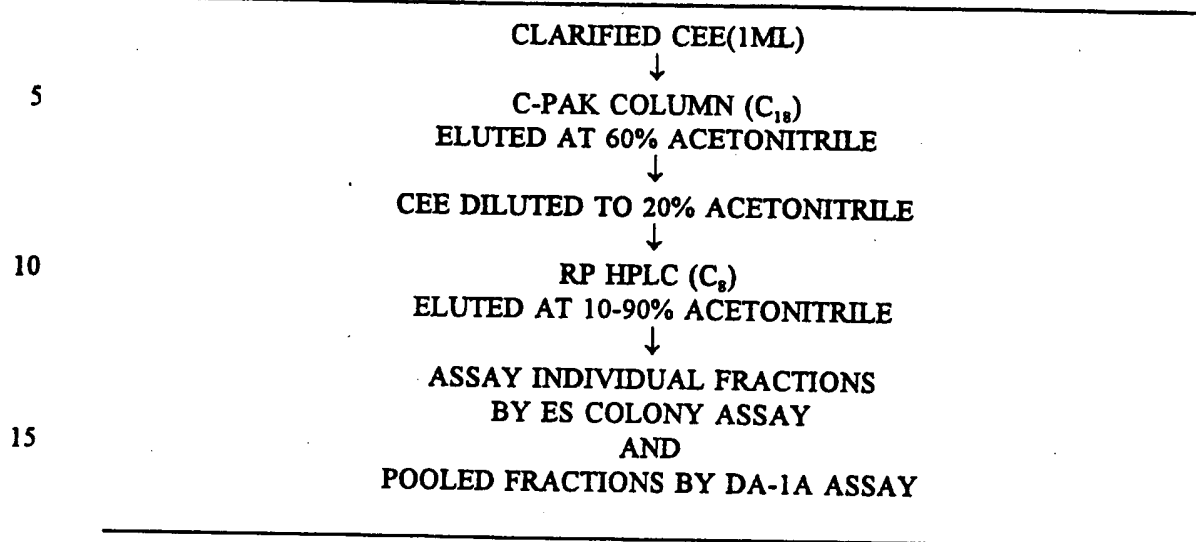 CLARIFIED CEE(1ML)
↓
5 C-PAK COLUMN (C₁₈)
ELUTED AT 60% ACETONITRILE
↓
CEE DILUTED TO 20% ACETONITRILE
↓
10 RP HPLC (C₈)
ELUTED AT 10-90% ACETONITRILE
↓
ASSAY INDIVIDUAL FRACTIONS
BY ES COLONY ASSAY
15 AND
POOLED FRACTIONS BY DA-1A ASSAY